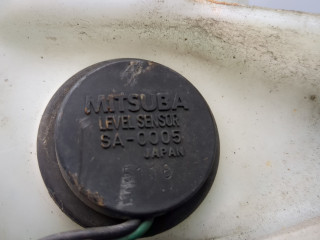 MITSUBA
LEVEL SENSOR
SA-0005
JAPAN